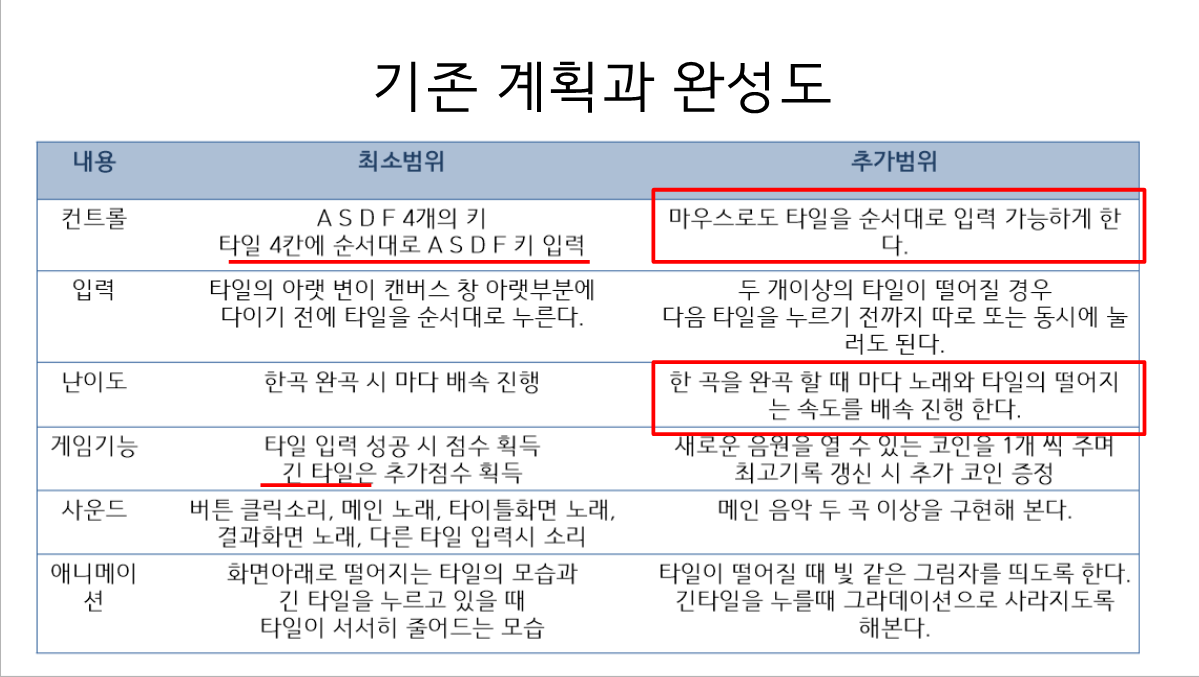 기존 계획과 완성도
내용 최소범위 추가범위
컨트롤
A S D F 4개의 키
타일 4칸에 순서대로 A S D F 키 입력
마우스로도 타일을 순서대로 입력 가능하게 한
다.
입력
타일의 아랫 변이 캔버스 창 아랫부분에
다이기 전에 타일을 순서대로 누른다.
두 개이상의 타일이 떨어질 경우
다음 타일을 누르기 전까지 따로 또는 동시에 눌
러도 된다.
난이도
한곡 완곡 시 마다 배속 진행
한 곡을 완곡 할 때 마다 노래와 타일의 떨어지
는 속도를 배속 진행 한다.
게임기능
타일 입력 성공 시 점수 획득
긴 타일은 추가점수 획득
새로운 음원을 열 수 있는 코인을 1개 씩 주며
최고기록 갱신 시 추가 코인 증정
사운드
버튼 클릭소리, 메인 노래, 타이틀화면 노래,
결과화면 노래, 다른 타일 입력시 소리
메인 음악 두 곡 이상을 구현해 본다.
애니메이
션
화면아래로 떨어지는 타일의 모습과
긴 타일을 누르고 있을 때
타일이 서서히 줄어드는 모습
타일이 떨어질 때 빛 같은 그림자를 띄도록 한다.
긴타일을 누를때 그라데이션으로 사라지도록
해본다.